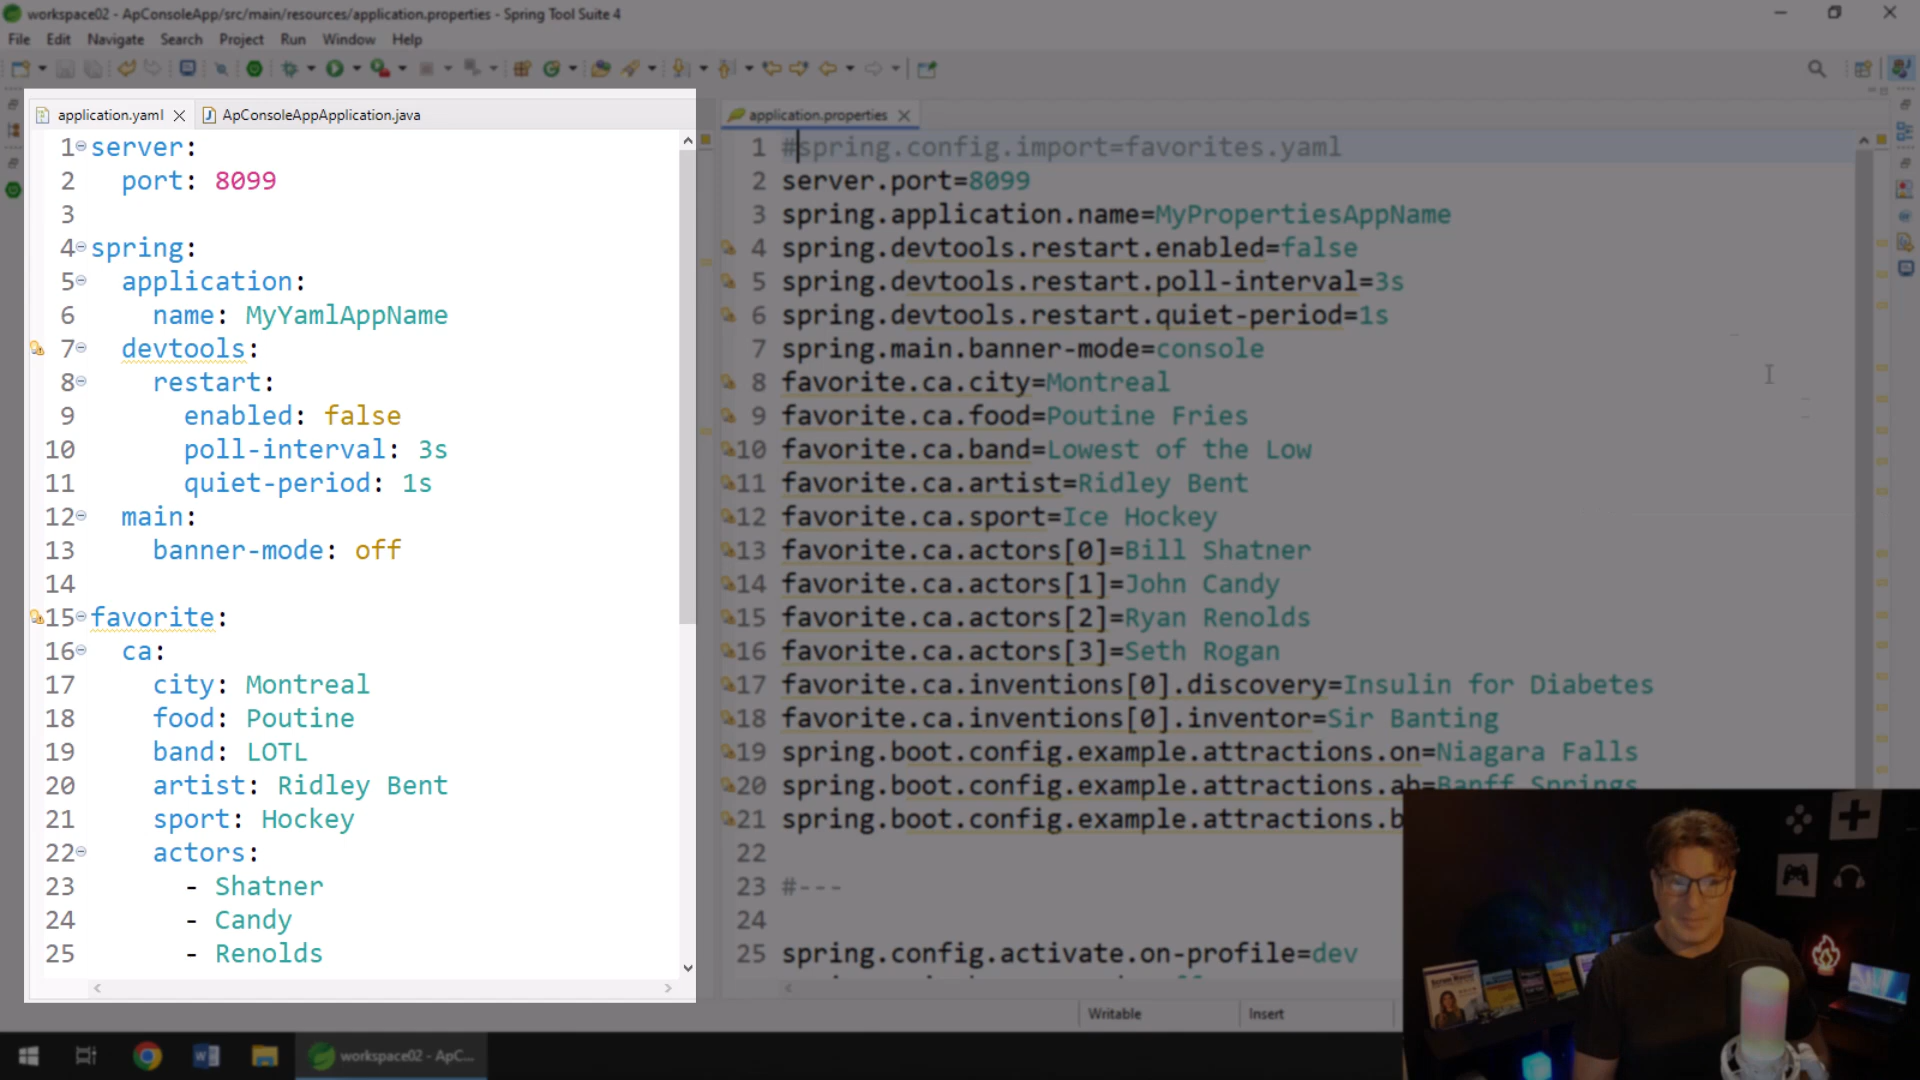 workspace02 - ApConsoleApp/src/main/resources/application.properties - Spring Tool Suite 4
File Edit Navigate Search Project Run Window Help
application.yaml
ApConsoleAppApplication.java
1 server:
2 port: 8099
3
4 spring:
5 application:
6 name: MyYamlAppName
7 devtools:
8 restart:
9 enabled: false
10 poll-interval: 3s
11 quiet-period: 1s
12 main:
13 banner-mode: off
14
15 favorite:
16 ca:
17 city: Montreal
18 food: Poutine
19 band: LOTL
20 artist: Ridley Bent
21 sport: Hockey
22 actors:
23 - Shatner
24 - Candy
25 - Renolds
application.properties
1 #spring.config.import=favorites.yaml
2 server.port=8099
3 spring.application.name=MyPropertiesAppName
4 spring.devtools.restart.enabled=false
5 spring.devtools.restart.poll-interval=3s
6 spring.devtools.restart.quiet-period=1s
7 spring.main.banner-mode=console
8 favorite.ca.city=Montreal
9 favorite.ca.food=Poutine Fries
10 favorite.ca.band=Lowest of the Low
11 favorite.ca.artist=Ridley Bent
12 favorite.ca.sport=Ice Hockey
13 favorite.ca.actors[0]=Bill Shatner
14 favorite.ca.actors[1]=John Candy
15 favorite.ca.actors[2]=Ryan Renolds
16 favorite.ca.actors[3]=Seth Rogan
17 favorite.ca.inventions[0].discovery=Insulin for Diabetes
18 favorite.ca.inventions[0].inventor=Sir Banting
19 spring.boot.config.example.attractions.on=Niagara Falls
20 spring.boot.config.example.attractions.ab=Banff Springs
21 spring.boot.config.example.attractions.b
22
23 #---
24
25 spring.config.activate.on-profile=dev
Writable
Insert
workspace02 - ApC...